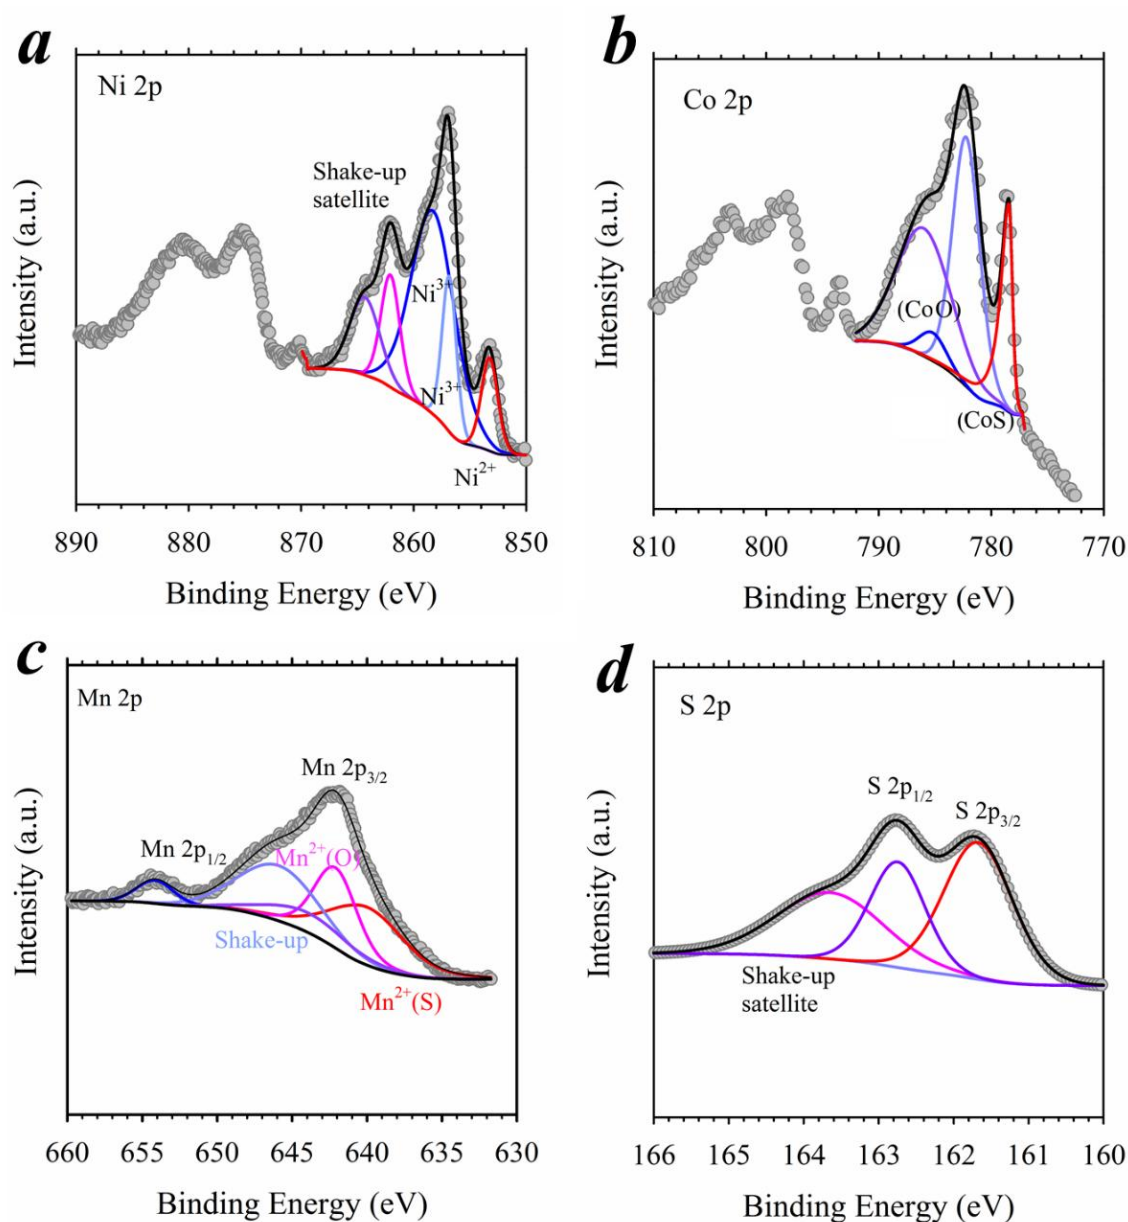 a
Ni 2p
Shake-up
satellite
Ni³⁺
Ni³⁺
Ni²⁺
Intensity (a.u.)
890 880 870 860 850
Binding Energy (eV)
b
Co 2p
(CoO)
(CoS)
Intensity (a.u.)
810 800 790 780 770
Binding Energy (eV)
c
Mn 2p
Mn 2p₃/₂
Mn 2p₁/₂
Mn²⁺(O)
Shake-up
Mn²⁺(S)
Intensity (a.u.)
660 655 650 645 640 635 630
Binding Energy (eV)
d
S 2p
S 2p₁/₂
S 2p₃/₂
Shake-up
satellite
Intensity (a.u.)
166 165 164 163 162 161 160
Binding Energy (eV)